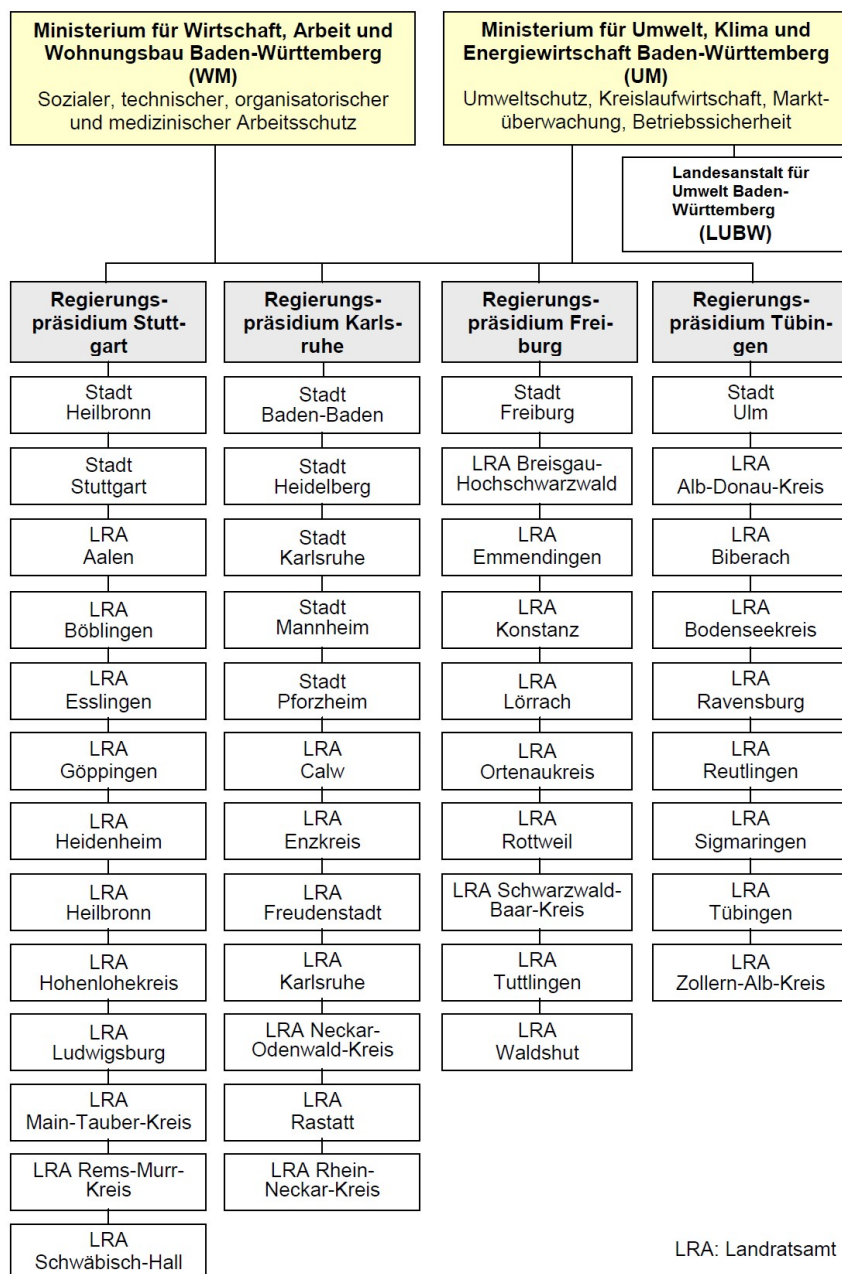 Ministerium für Wirtschaft, Arbeit und
Wohnungsbau Baden-Württemberg
(WM)
Sozialer, technischer, organisatorischer
und medizinischer Arbeitsschutz
Ministerium für Umwelt, Klima und
Energiewirtschaft Baden-Württemberg
(UM)
Umweltschutz, Kreislaufwirtschaft, Markt-
überwachung, Betriebssicherheit
Landesanstalt für
Umwelt Baden-
Württemberg
(LUBW)
Regierungs-
präsidium Stutt-
gart
Stadt
Heilbronn
Stadt
Stuttgart
LRA
Aalen
LRA
Böblingen
LRA
Esslingen
LRA
Göppingen
LRA
Heidenheim
LRA
Heilbronn
LRA
Hohenlohekreis
LRA
Ludwigsburg
LRA
Main-Tauber-Kreis
LRA Rems-Murr-
Kreis
LRA
Schwäbisch-Hall
Regierungs-
präsidium Karls-
ruhe
Stadt
Baden-Baden
Stadt
Heidelberg
Stadt
Karlsruhe
Stadt
Mannheim
Stadt
Pforzheim
LRA
Calw
LRA
Enzkreis
LRA
Freudenstadt
LRA
Karlsruhe
LRA Neckar-
Odenwald-Kreis
LRA
Rastatt
LRA Rhein-
Neckar-Kreis
Regierungs-
präsidium Frei-
burg
Stadt
Freiburg
LRA Breisgau-
Hochschwarzwald
LRA
Emmendingen
LRA
Konstanz
LRA
Lörrach
LRA
Ortenaukreis
LRA
Rottweil
LRA Schwarzwald-
Baar-Kreis
LRA
Tuttlingen
LRA
Waldshut
Regierungs-
präsidium Tübin-
gen
Stadt
Ulm
LRA
Alb-Donau-Kreis
LRA
Biberach
LRA
Bodenseekreis
LRA
Ravensburg
LRA
Reutlingen
LRA
Sigmaringen
LRA
Tübingen
LRA
Zollern-Alb-Kreis
LRA: Landratsamt